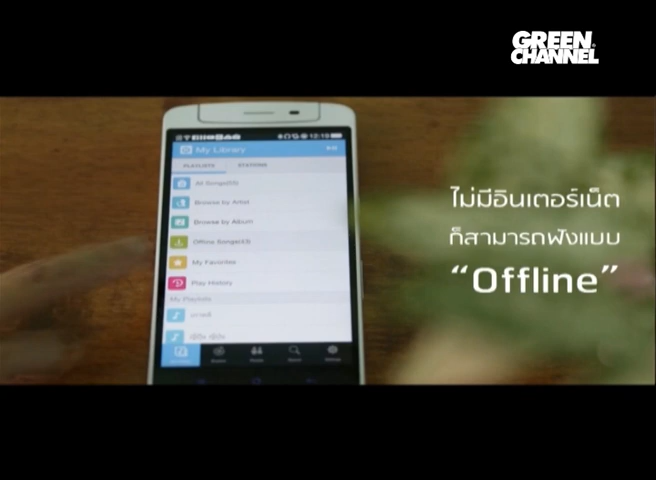 GREEN
CHANNEL
12:19
My Library
PLAYLISTS STATIONS
All Songs
Browse by Artist
Browse by Album
Offline Songs
My Favorites
Play History
My Playlists
ไม่มีอินเตอร์เน็ต
ก็สามารถฟังแบบ
“Offline”